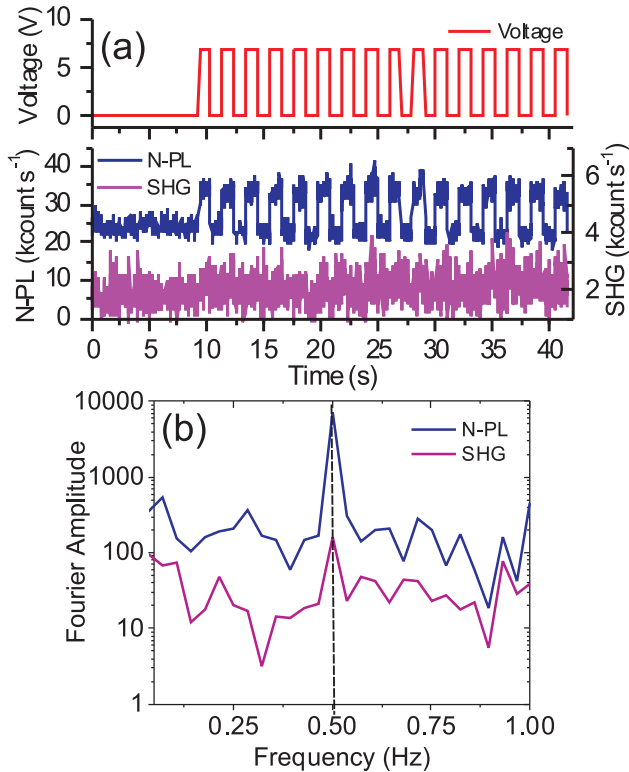 (a)
Voltage
Voltage (V)
10
5
0
N-PL
SHG
N-PL (kcount s⁻¹)
40
30
20
10
0
6
4
2
SHG (kcount s⁻¹)
0 5 10 15 20 25 30 35 40
Time (s)
(b)
N-PL
SHG
Fourier Amplitude
10000
1000
100
10
1
0.25 0.50 0.75 1.00
Frequency (Hz)